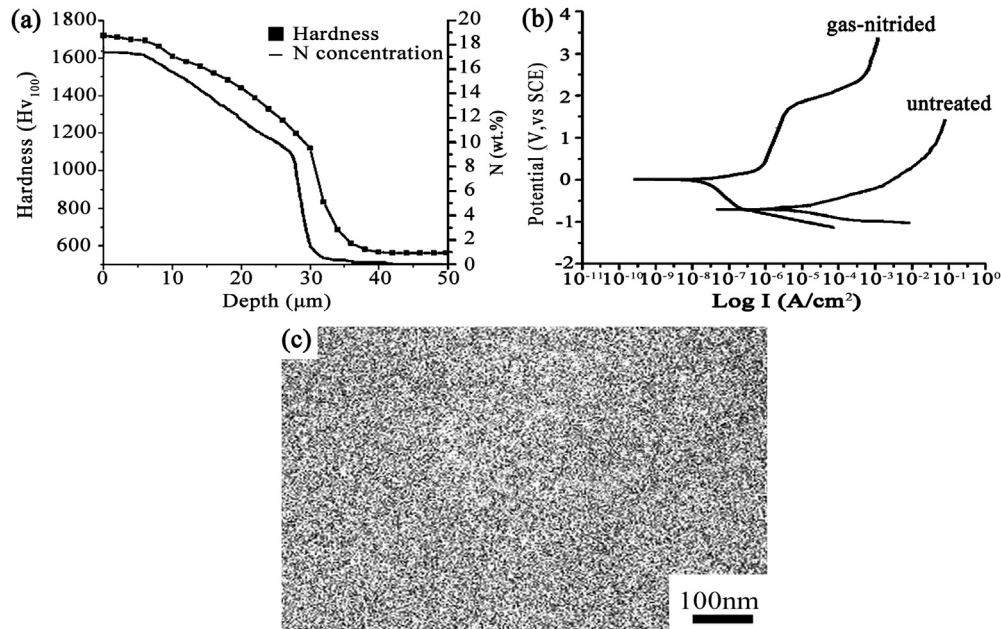 (a)
1800
1600
1400
1200
1000
800
600
Hardness (Hv₁₀₀)
Hardness
N concentration
20
18
16
14
12
10
8
6
4
2
0
N (wt.%)
0 10 20 30 40 50
Depth (μm)
(b)
4
3
2
1
0
-1
-2
Potential (V,vs SCE)
gas-nitrided
untreated
10⁻¹¹10⁻¹⁰ 10⁻⁹ 10⁻⁸ 10⁻⁷ 10⁻⁶ 10⁻⁵ 10⁻⁴ 10⁻³ 10⁻² 10⁻¹ 10⁰
Log I (A/cm²)
(c)
100nm